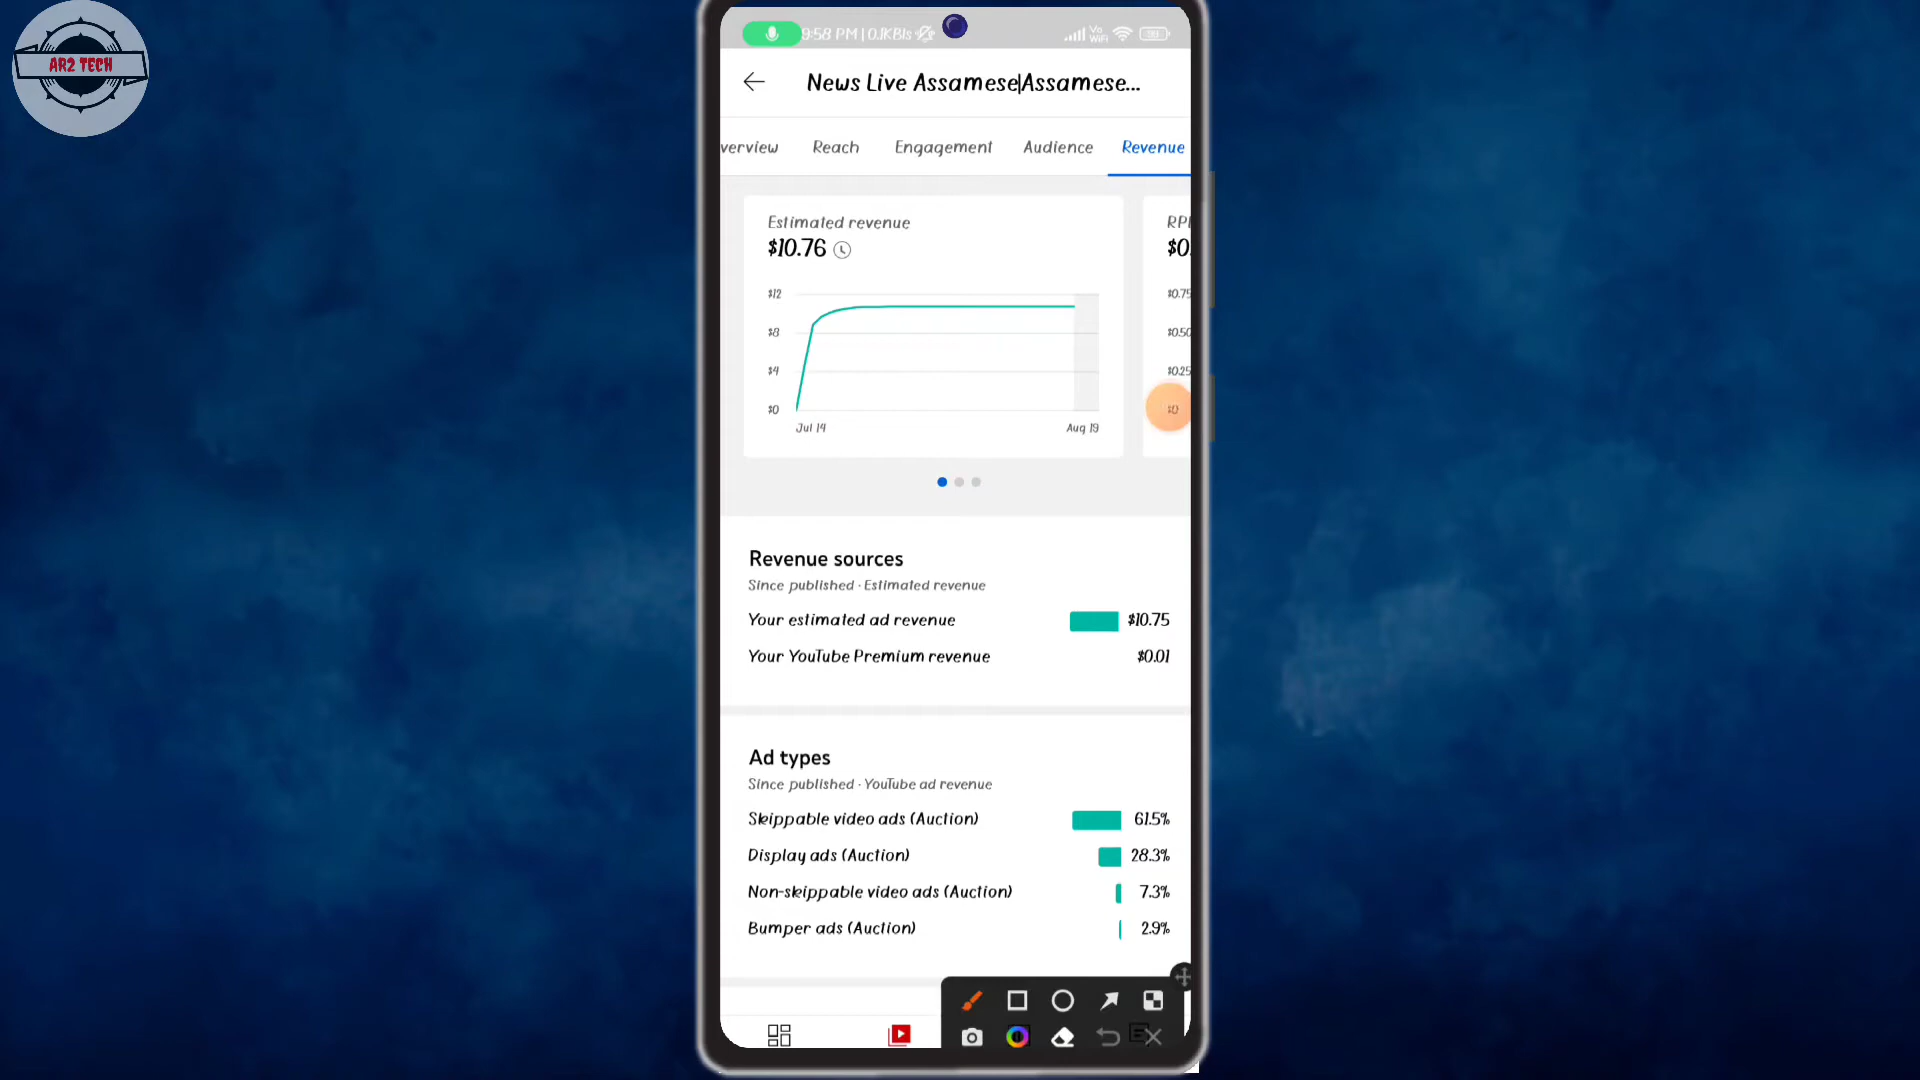 AR2 TECH
9:58 PM | 0.1KB/s
Vo
WiFi
News Live Assamese|Assamese...
verview Reach Engagement Audience Revenue
Estimated revenue
$10.76
$12
$8
$4
$0
Jul 14 Aug 19
$0.75
$0.50
$0.25
$0
Revenue sources
Since published · Estimated revenue
Your estimated ad revenue $10.75
Your YouTube Premium revenue $0.01
Ad types
Since published · YouTube ad revenue
Skippable video ads (Auction) 61.5%
Display ads (Auction) 28.3%
Non-skippable video ads (Auction) 7.3%
Bumper ads (Auction) 2.9%